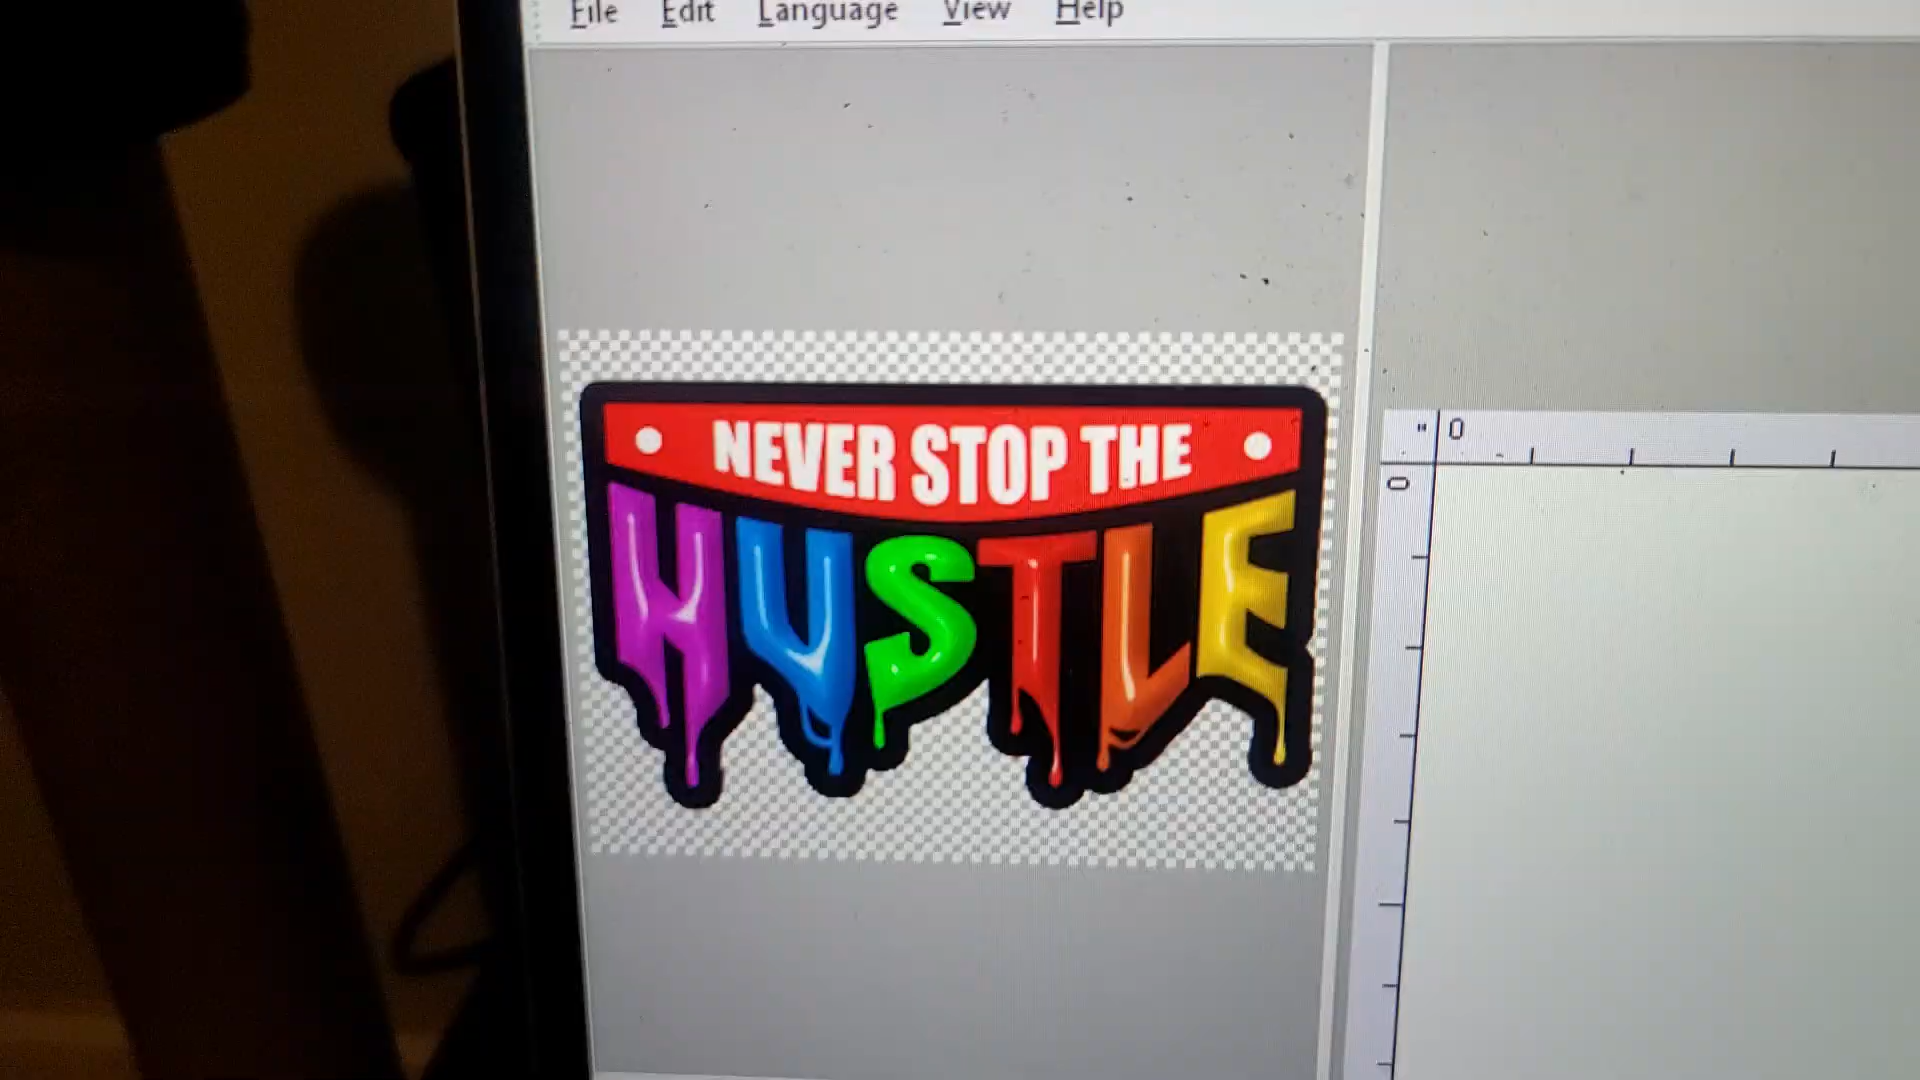 File Edit Language View Help
NEVER STOP THE
HUSTLE
" 0
0